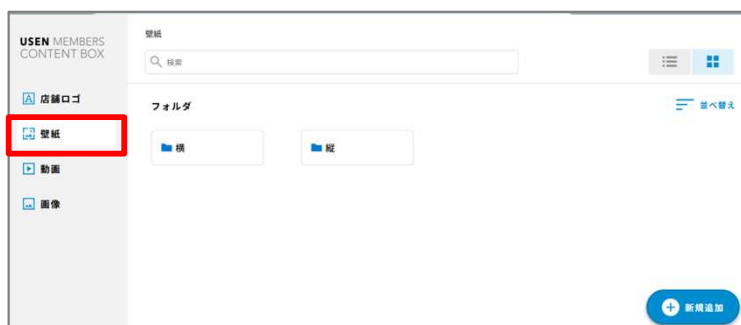 USEN MEMBERS
CONTENT BOX
店舗ロゴ
壁紙
動画
画像
壁紙
検索
フォルダ
並べ替え
横
縦
新規追加